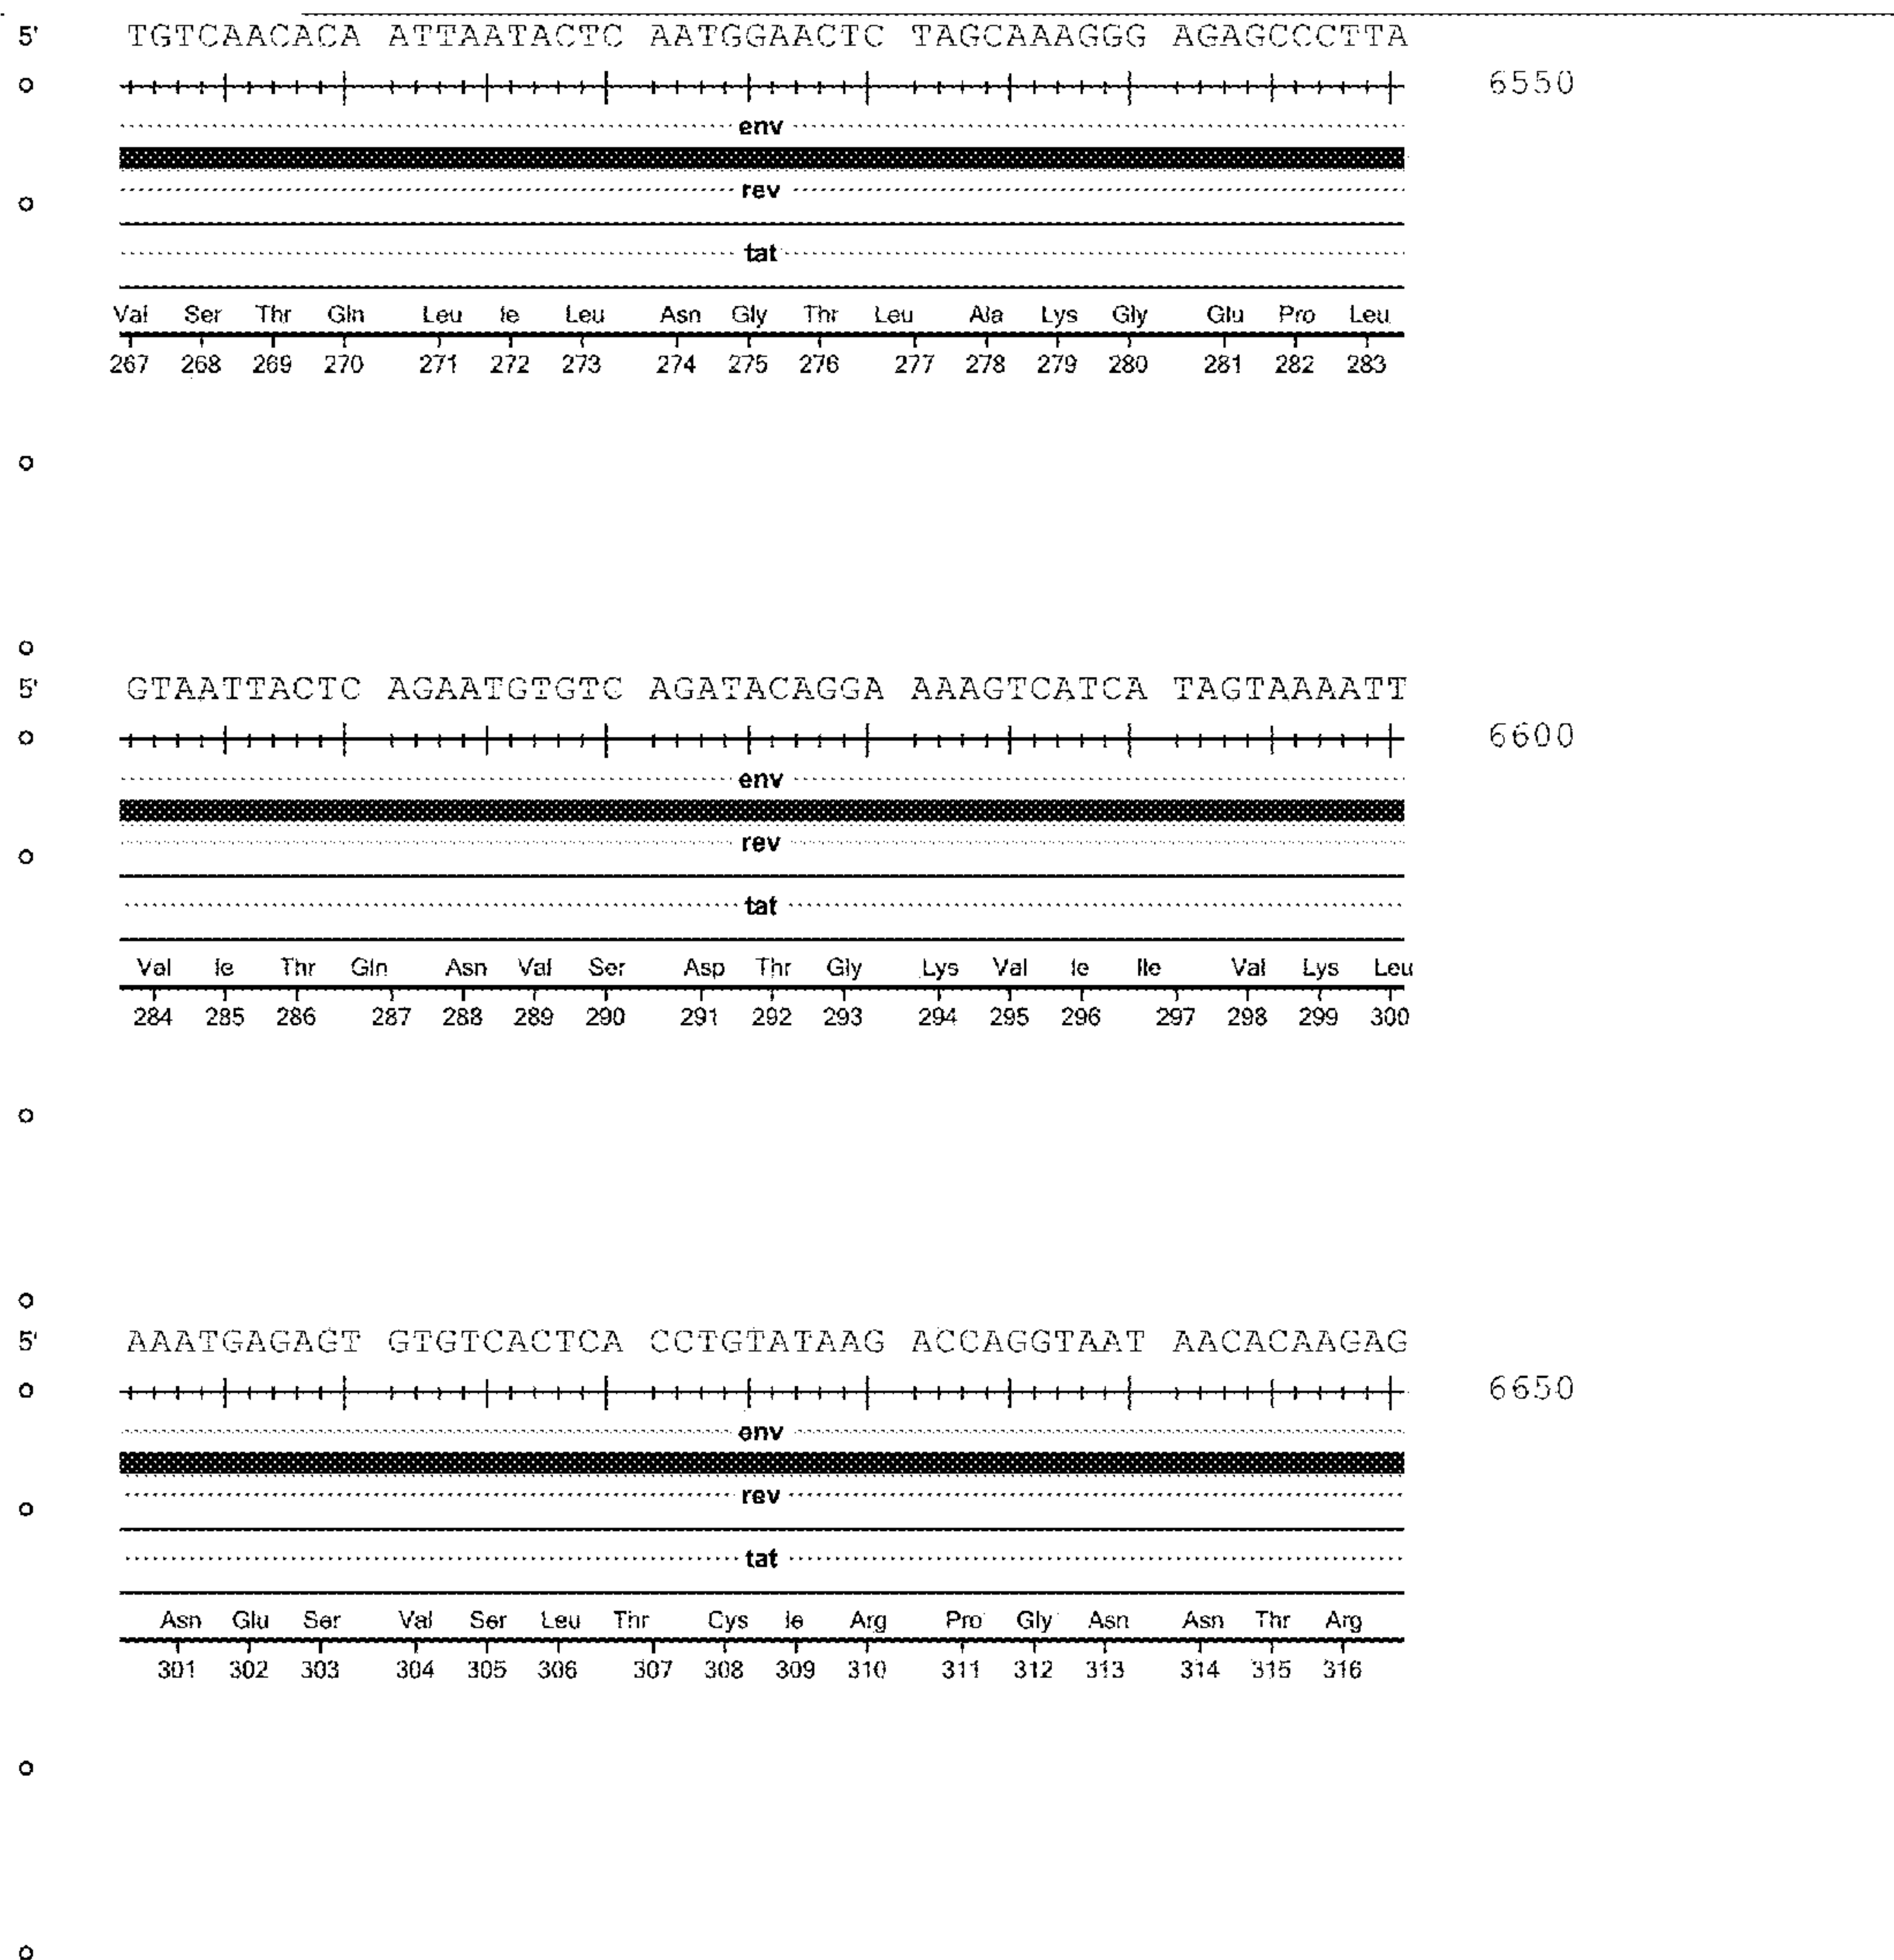 5' TGTCAACACA ATTAATACTC AATGGAACTC TAGCAAAGGG AGAGCCCTTA
6550
env
rev
tat
Val Ser Thr Gln Leu Ie Leu Asn Gly Thr Leu Ala Lys Gly Glu Pro Leu
267 268 269 270 271 272 273 274 275 276 277 278 279 280 281 282 283
5' GTAATTACTC AGAATGTGTC AGATACAGGA AAAGTCATCA TAGTAAAATT
6600
env
rev
tat
Val Ie Thr Gln Asn Val Ser Asp Thr Gly Lys Val Ie Ile Val Lys Leu
284 285 286 287 288 289 290 291 292 293 294 295 296 297 298 299 300
5' AAATGAGAGT GTGTCACTCA CCTGTATAAG ACCAGGTAAT AACACAAGAG
6650
env
rev
tat
Asn Glu Ser Val Ser Leu Thr Cys Ie Arg Pro Gly Asn Asn Thr Arg
301 302 303 304 305 306 307 308 309 310 311 312 313 314 315 316